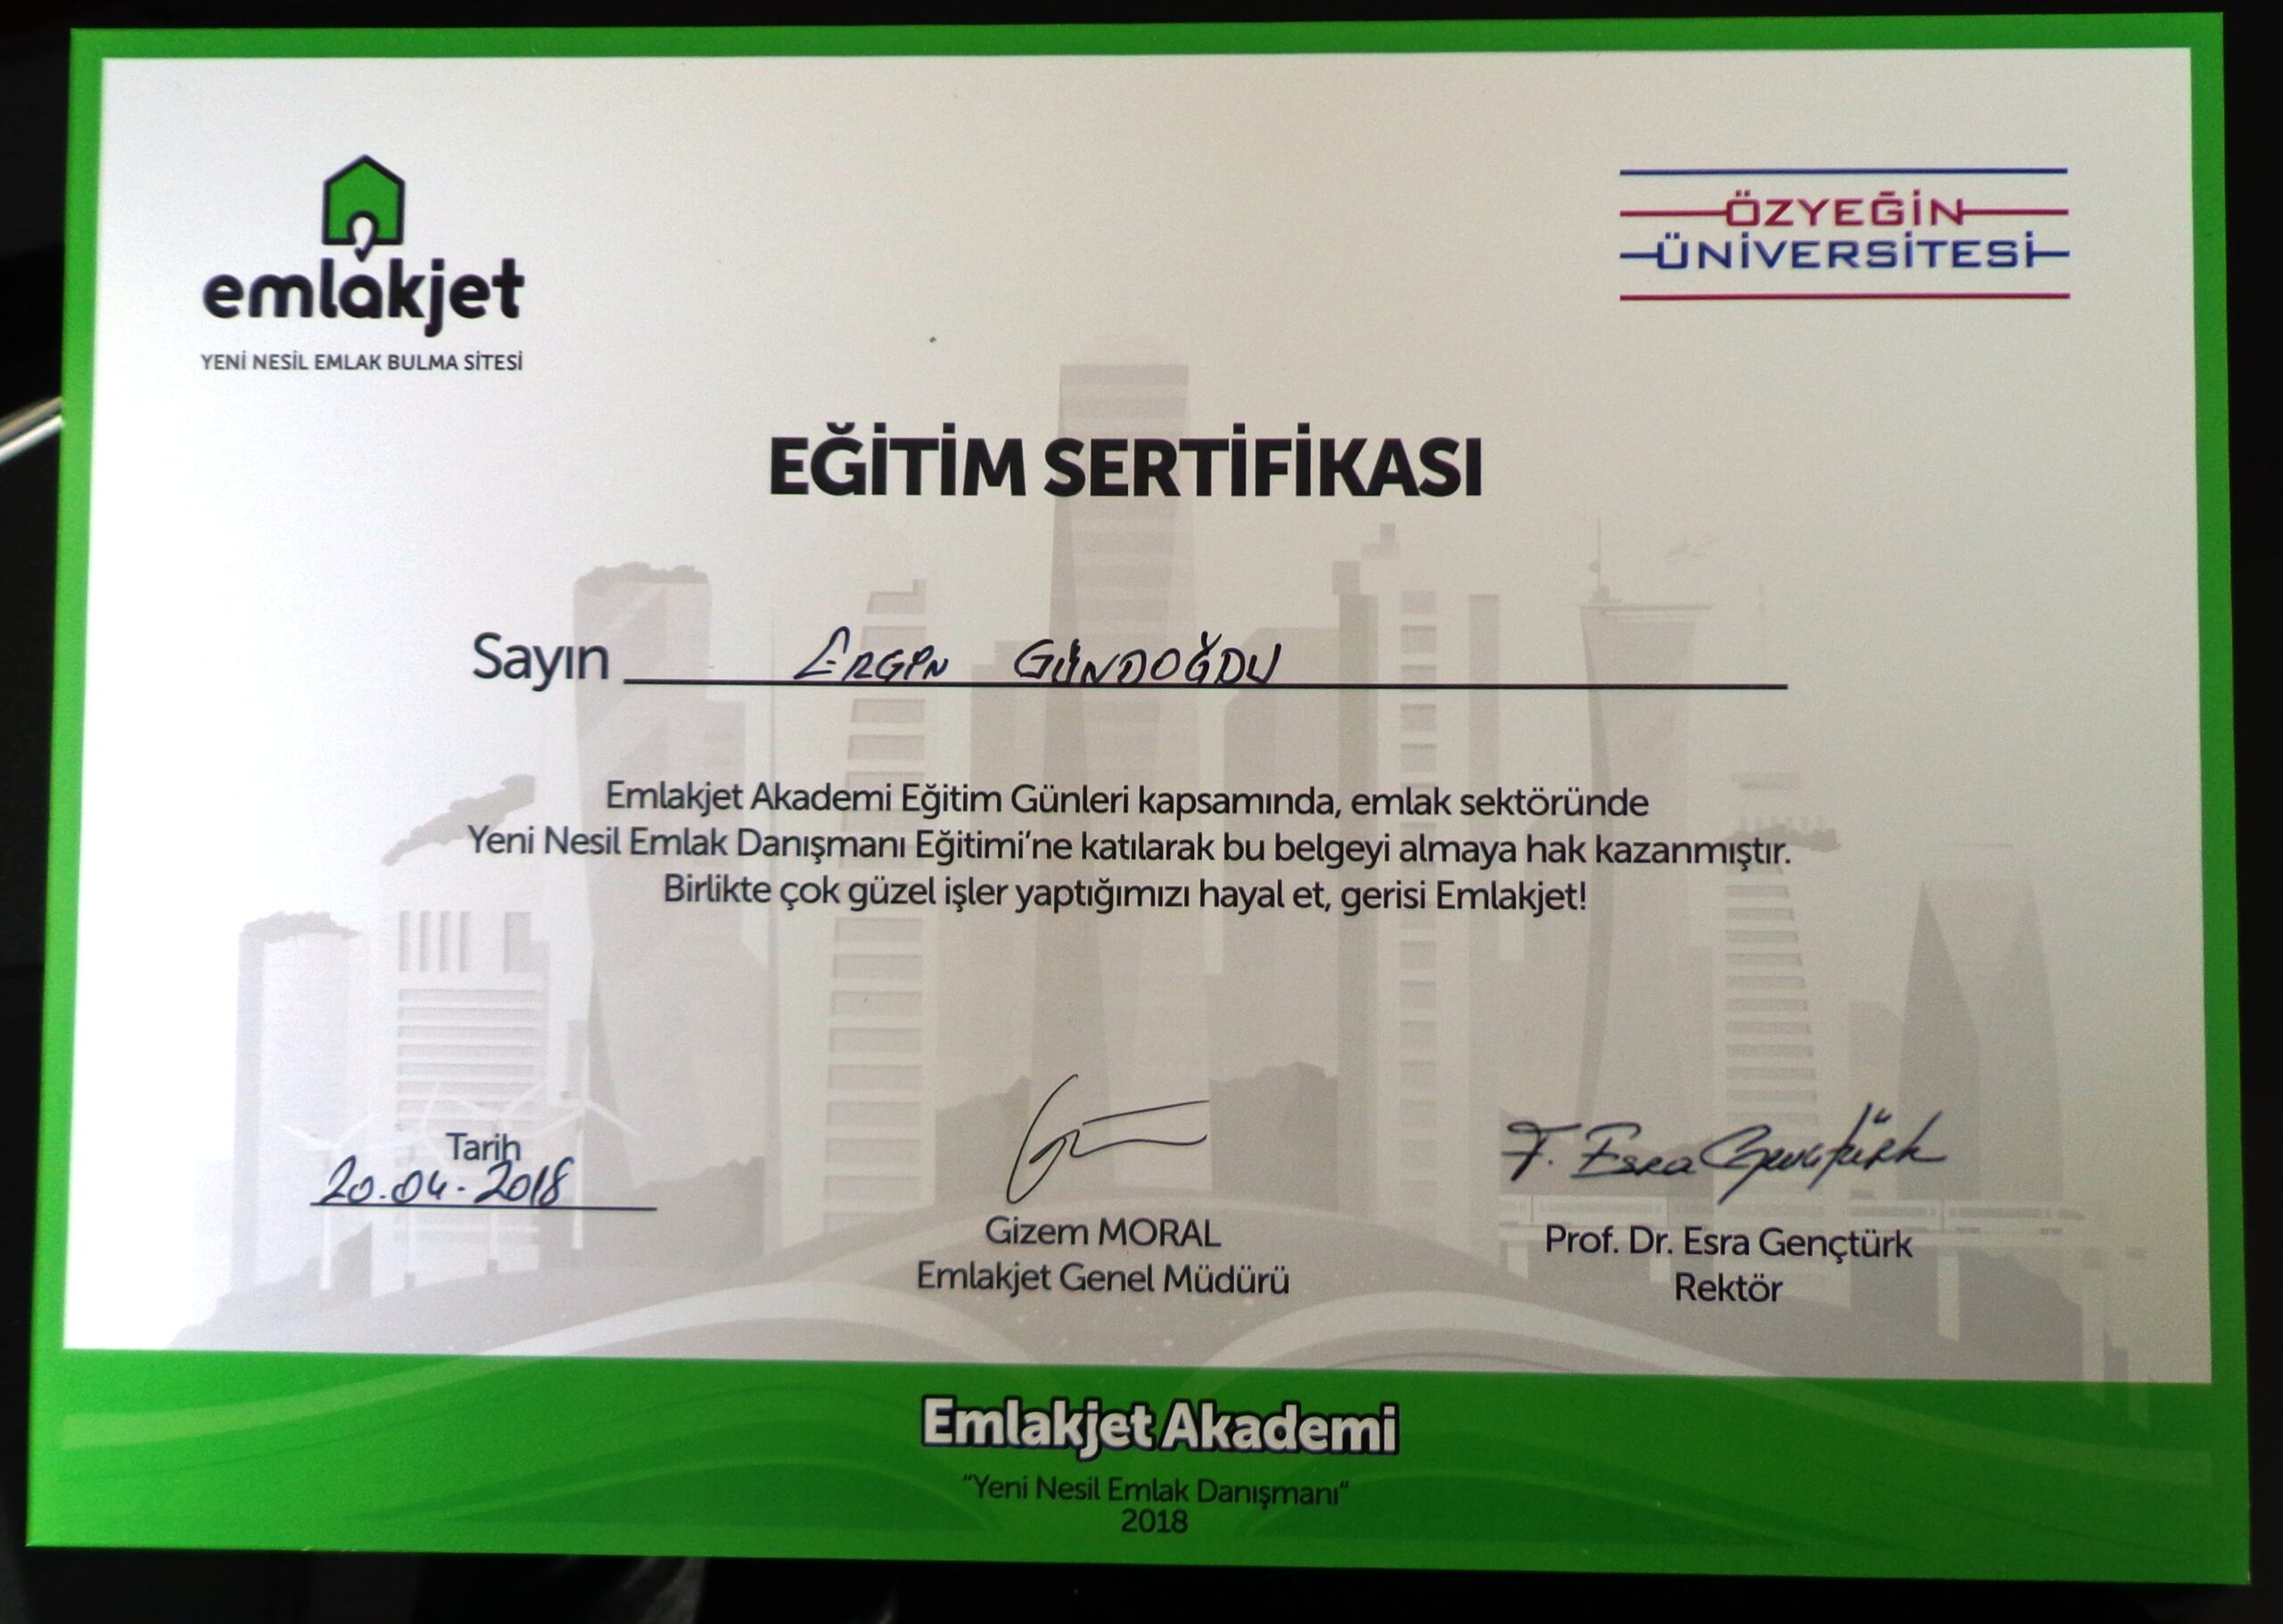 emlakjet
YENİ NESİL EMLAK BULMA SİTESİ
ÖZYEĞİN
ÜNİVERSİTESİ
EĞİTİM SERTİFİKASI
Sayın ERGİN GÜNDOĞDU
Emlakjet Akademi Eğitim Günleri kapsamında, emlak sektöründe
Yeni Nesil Emlak Danışmanı Eğitimi'ne katılarak bu belgeyi almaya hak kazanmıştır.
Birlikte çok güzel işler yaptığımızı hayal et, gerisi Emlakjet!
Tarih
20.04.2018
Gizem MORAL
Emlakjet Genel Müdürü
F. Esra Gençtürk
Prof. Dr. Esra Gençtürk
Rektör
Emlakjet Akademi
"Yeni Nesil Emlak Danışmanı"
2018